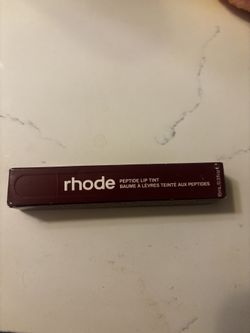 rhode
PEPTIDE LIP TINT
BAUME À LÈVRES TEINTÉ AUX PEPTIDES